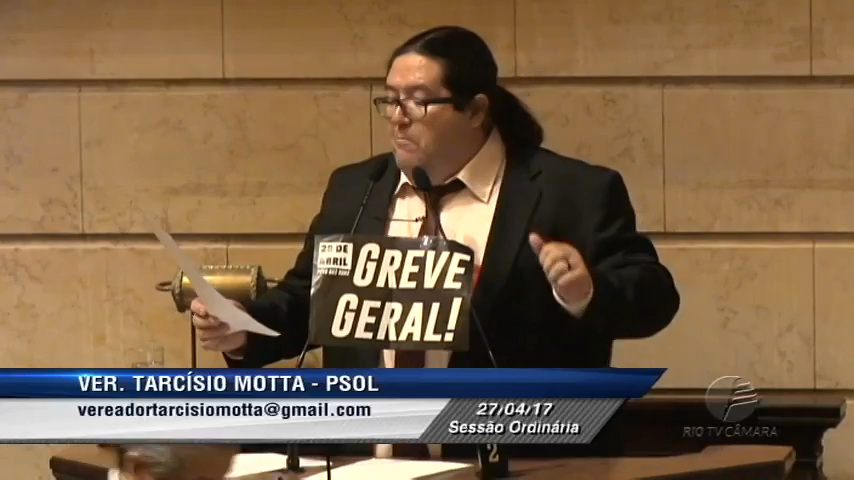 28 DE
ABRIL
GREVE
GERAL!
VER. TARCÍSIO MOTTA - PSOL
vereadortarcisiomotta@gmail.com
27/04/17
Sessão Ordinária
RIO TV CÂMARA
2